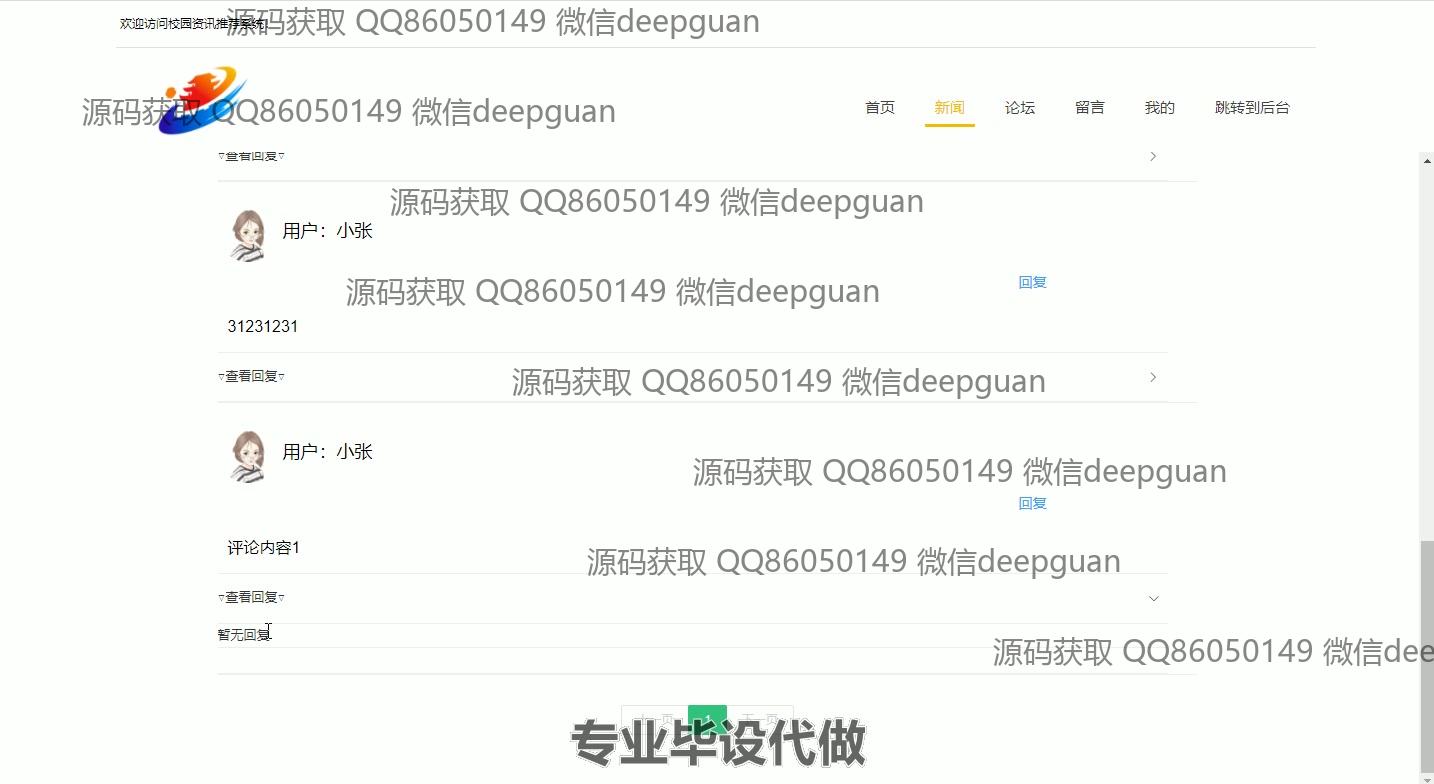 欢迎访问校园资讯推荐系统!
源码获取 QQ86050149 微信deepguan
源码获取 QQ86050149 微信deepguan
首页 新闻 论坛 留言 我的 跳转到后台
▽查看回复▽
源码获取 QQ86050149 微信deepguan
用户：小张
回复
源码获取 QQ86050149 微信deepguan
31231231
▽查看回复▽
源码获取 QQ86050149 微信deepguan
用户：小张
源码获取 QQ86050149 微信deepguan
回复
评论内容1
源码获取 QQ86050149 微信deepguan
▽查看回复▽
暂无回复
源码获取 QQ86050149 微信dee
上一页 1 下一页
专业毕设代做